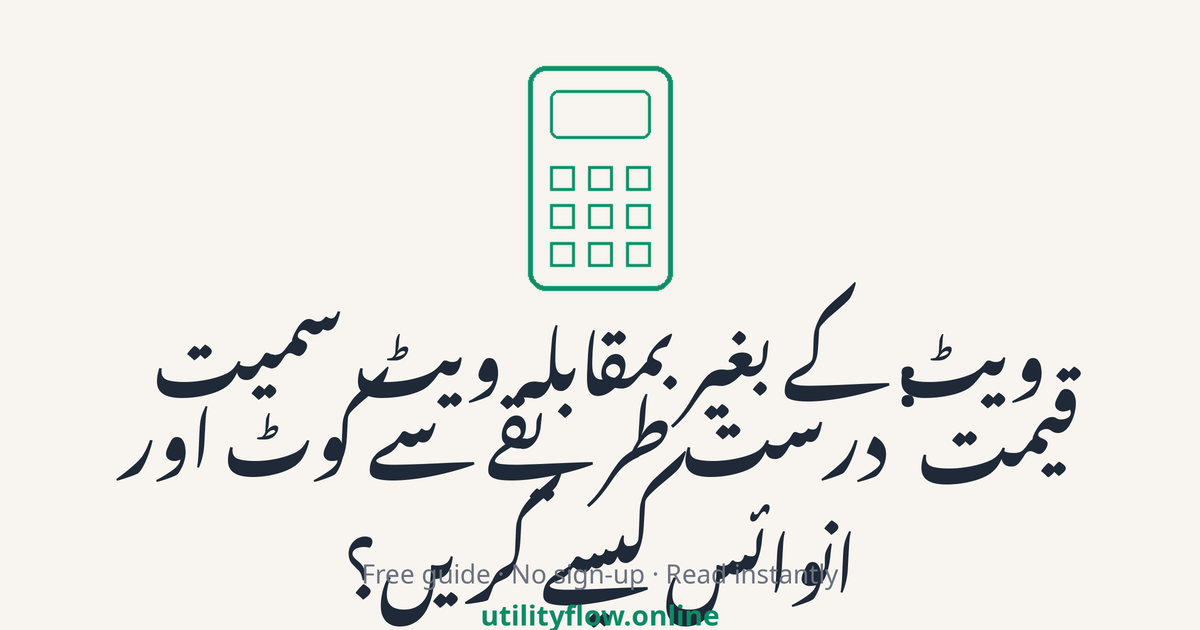 ویٹ کے بغیر بمقابلہ ویٹ سمیت
قیمت: درست طریقے سے کوٹ اور
انوائس کیسے کریں؟
Free guide · No sign-up · Read instantly
utilityflow.online